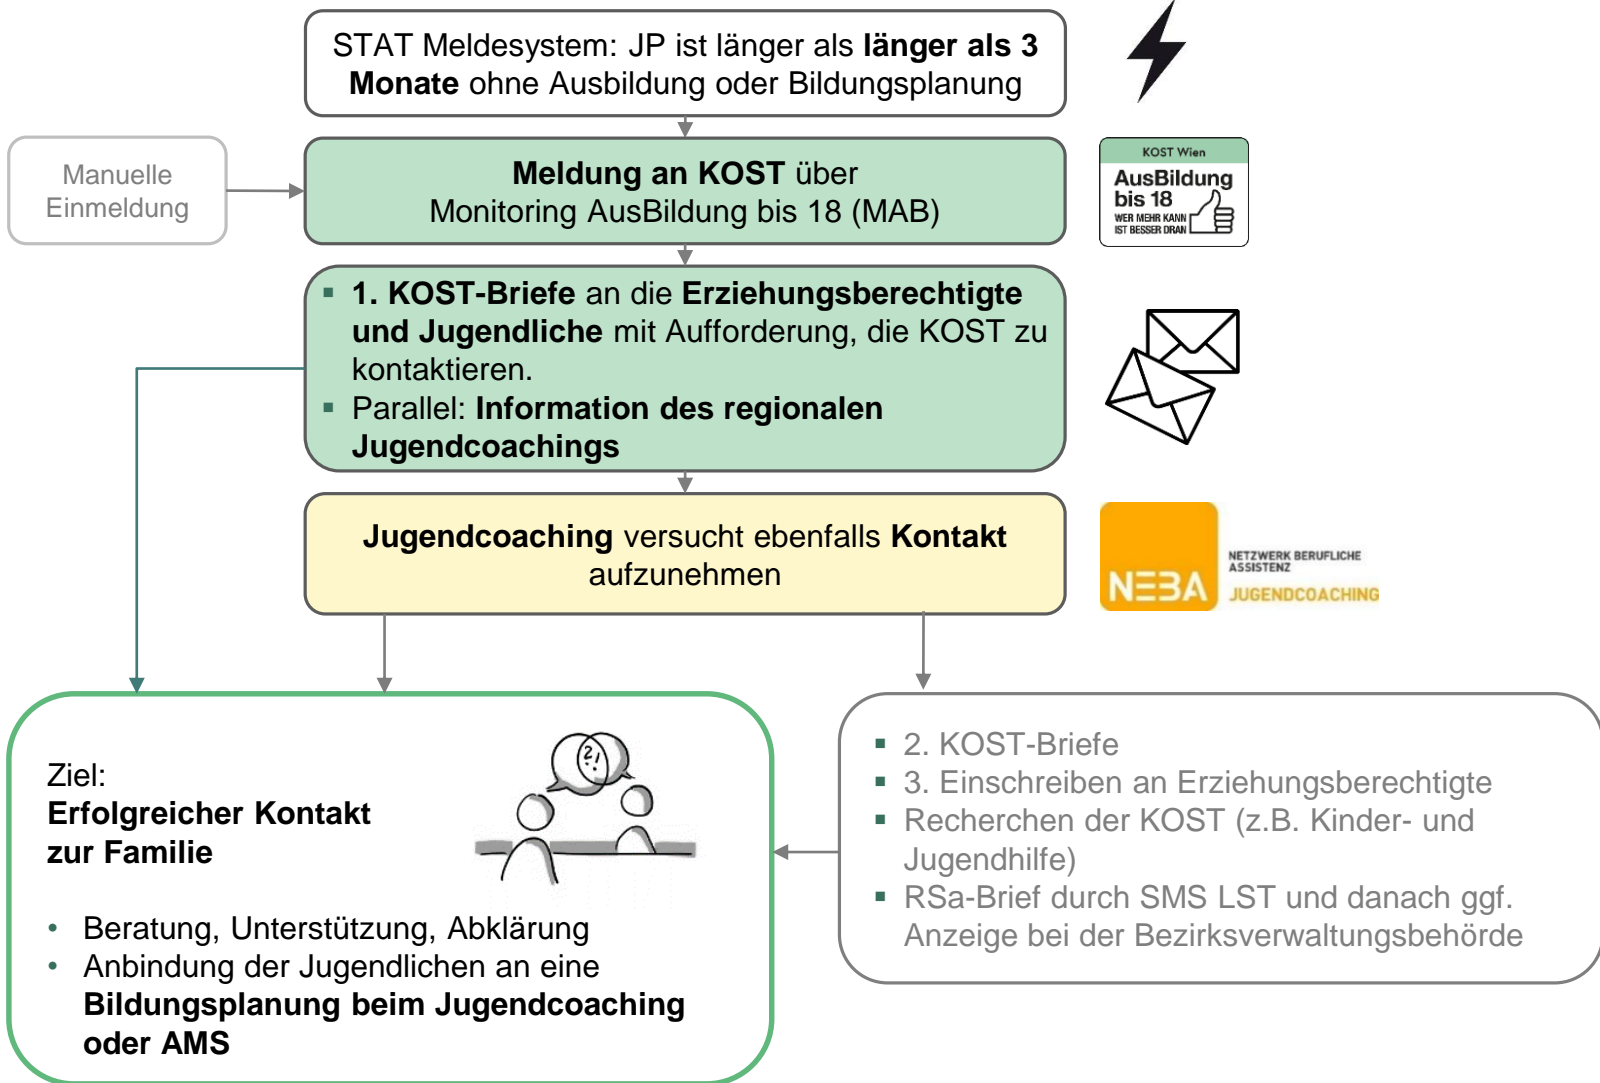 STAT Meldesystem: JP ist länger als länger als 3
Monate ohne Ausbildung oder Bildungsplanung
Manuelle
Einmeldung
Meldung an KOST über
Monitoring AusBildung bis 18 (MAB)
KOST Wien
AusBildung
bis 18
WER MEHR KANN
IST BESSER DRAN
▪ 1. KOST-Briefe an die Erziehungsberechtigte
und Jugendliche mit Aufforderung, die KOST zu
kontaktieren.
▪ Parallel: Information des regionalen
Jugendcoachings
Jugendcoaching versucht ebenfalls Kontakt
aufzunehmen
NEBA
NETZWERK BERUFLICHE
ASSISTENZ
JUGENDCOACHING
Ziel:
Erfolgreicher Kontakt
zur Familie
?!
• Beratung, Unterstützung, Abklärung
• Anbindung der Jugendlichen an eine
Bildungsplanung beim Jugendcoaching
oder AMS
▪ 2. KOST-Briefe
▪ 3. Einschreiben an Erziehungsberechtigte
▪ Recherchen der KOST (z.B. Kinder- und
Jugendhilfe)
▪ RSa-Brief durch SMS LST und danach ggf.
Anzeige bei der Bezirksverwaltungsbehörde